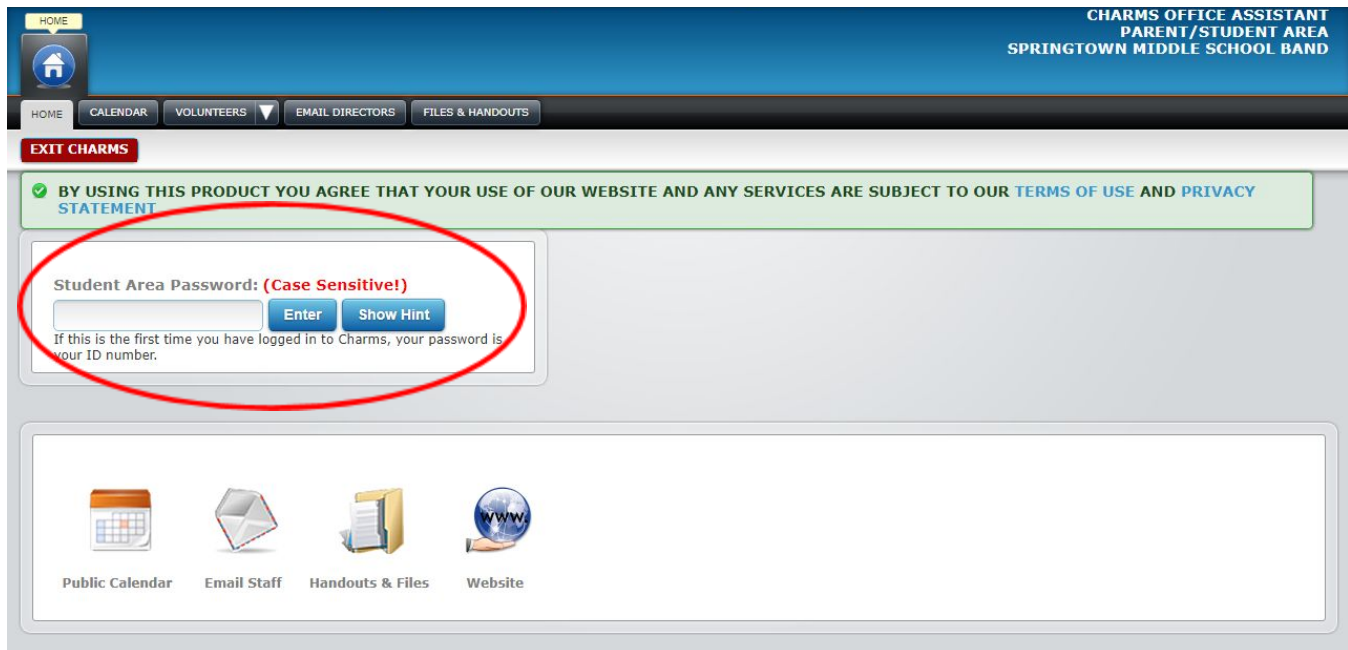 HOME
CHARMS OFFICE ASSISTANT
PARENT/STUDENT AREA
SPRINGTOWN MIDDLE SCHOOL BAND
HOME CALENDAR VOLUNTEERS EMAIL DIRECTORS FILES & HANDOUTS
EXIT CHARMS
BY USING THIS PRODUCT YOU AGREE THAT YOUR USE OF OUR WEBSITE AND ANY SERVICES ARE SUBJECT TO OUR TERMS OF USE AND PRIVACY
STATEMENT
Student Area Password: (Case Sensitive!)
Enter Show Hint
If this is the first time you have logged in to Charms, your password is
your ID number.
www.
Public Calendar Email Staff Handouts & Files Website